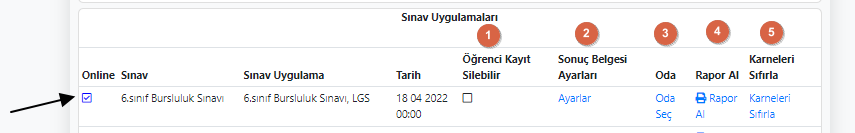 Sınav Uygulamaları
1 2 3 4 5
Öğrenci Kayıt Sonuç Belgesi Karneleri
Online Sınav Sınav Uygulama Tarih Silebilir Ayarları Oda Rapor Al Sıfırla
6.sınıf Bursluluk Sınavı 6.sınıf Bursluluk Sınavı, LGS 18 04 2022 Ayarlar Oda Rapor Karneleri
00:00 Seç Al Sıfırla